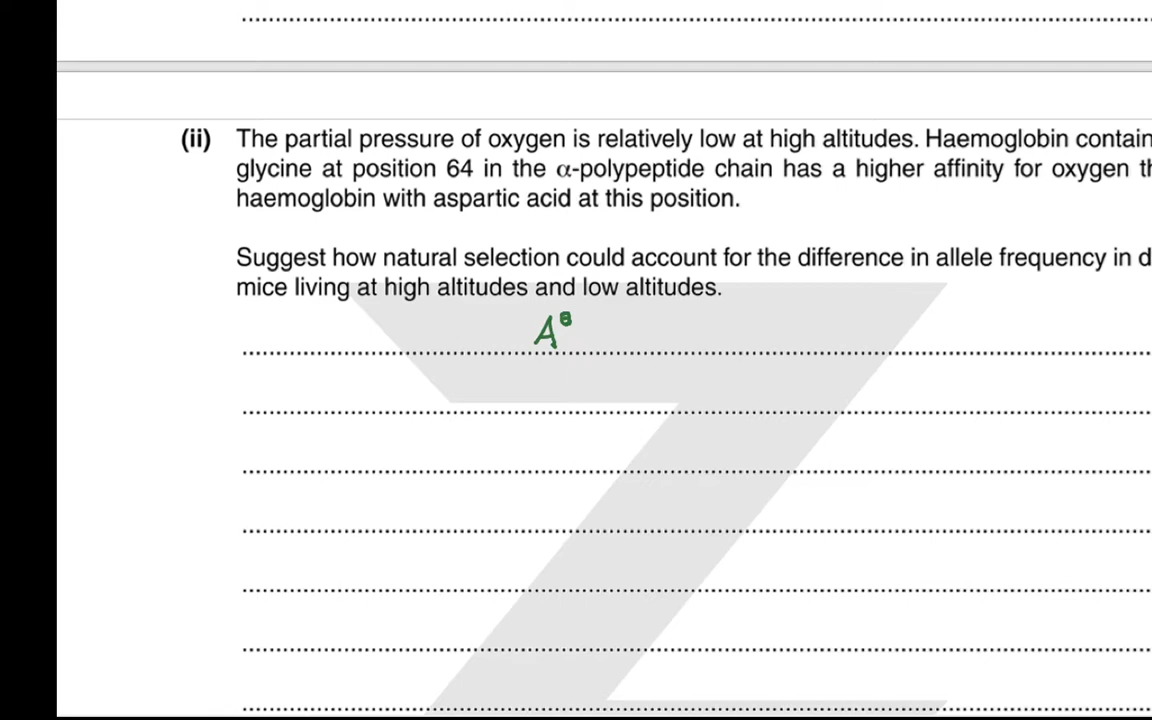 (ii) The partial pressure of oxygen is relatively low at high altitudes. Haemoglobin contain
glycine at position 64 in the α-polypeptide chain has a higher affinity for oxygen th
haemoglobin with aspartic acid at this position.
Suggest how natural selection could account for the difference in allele frequency in d
mice living at high altitudes and low altitudes.